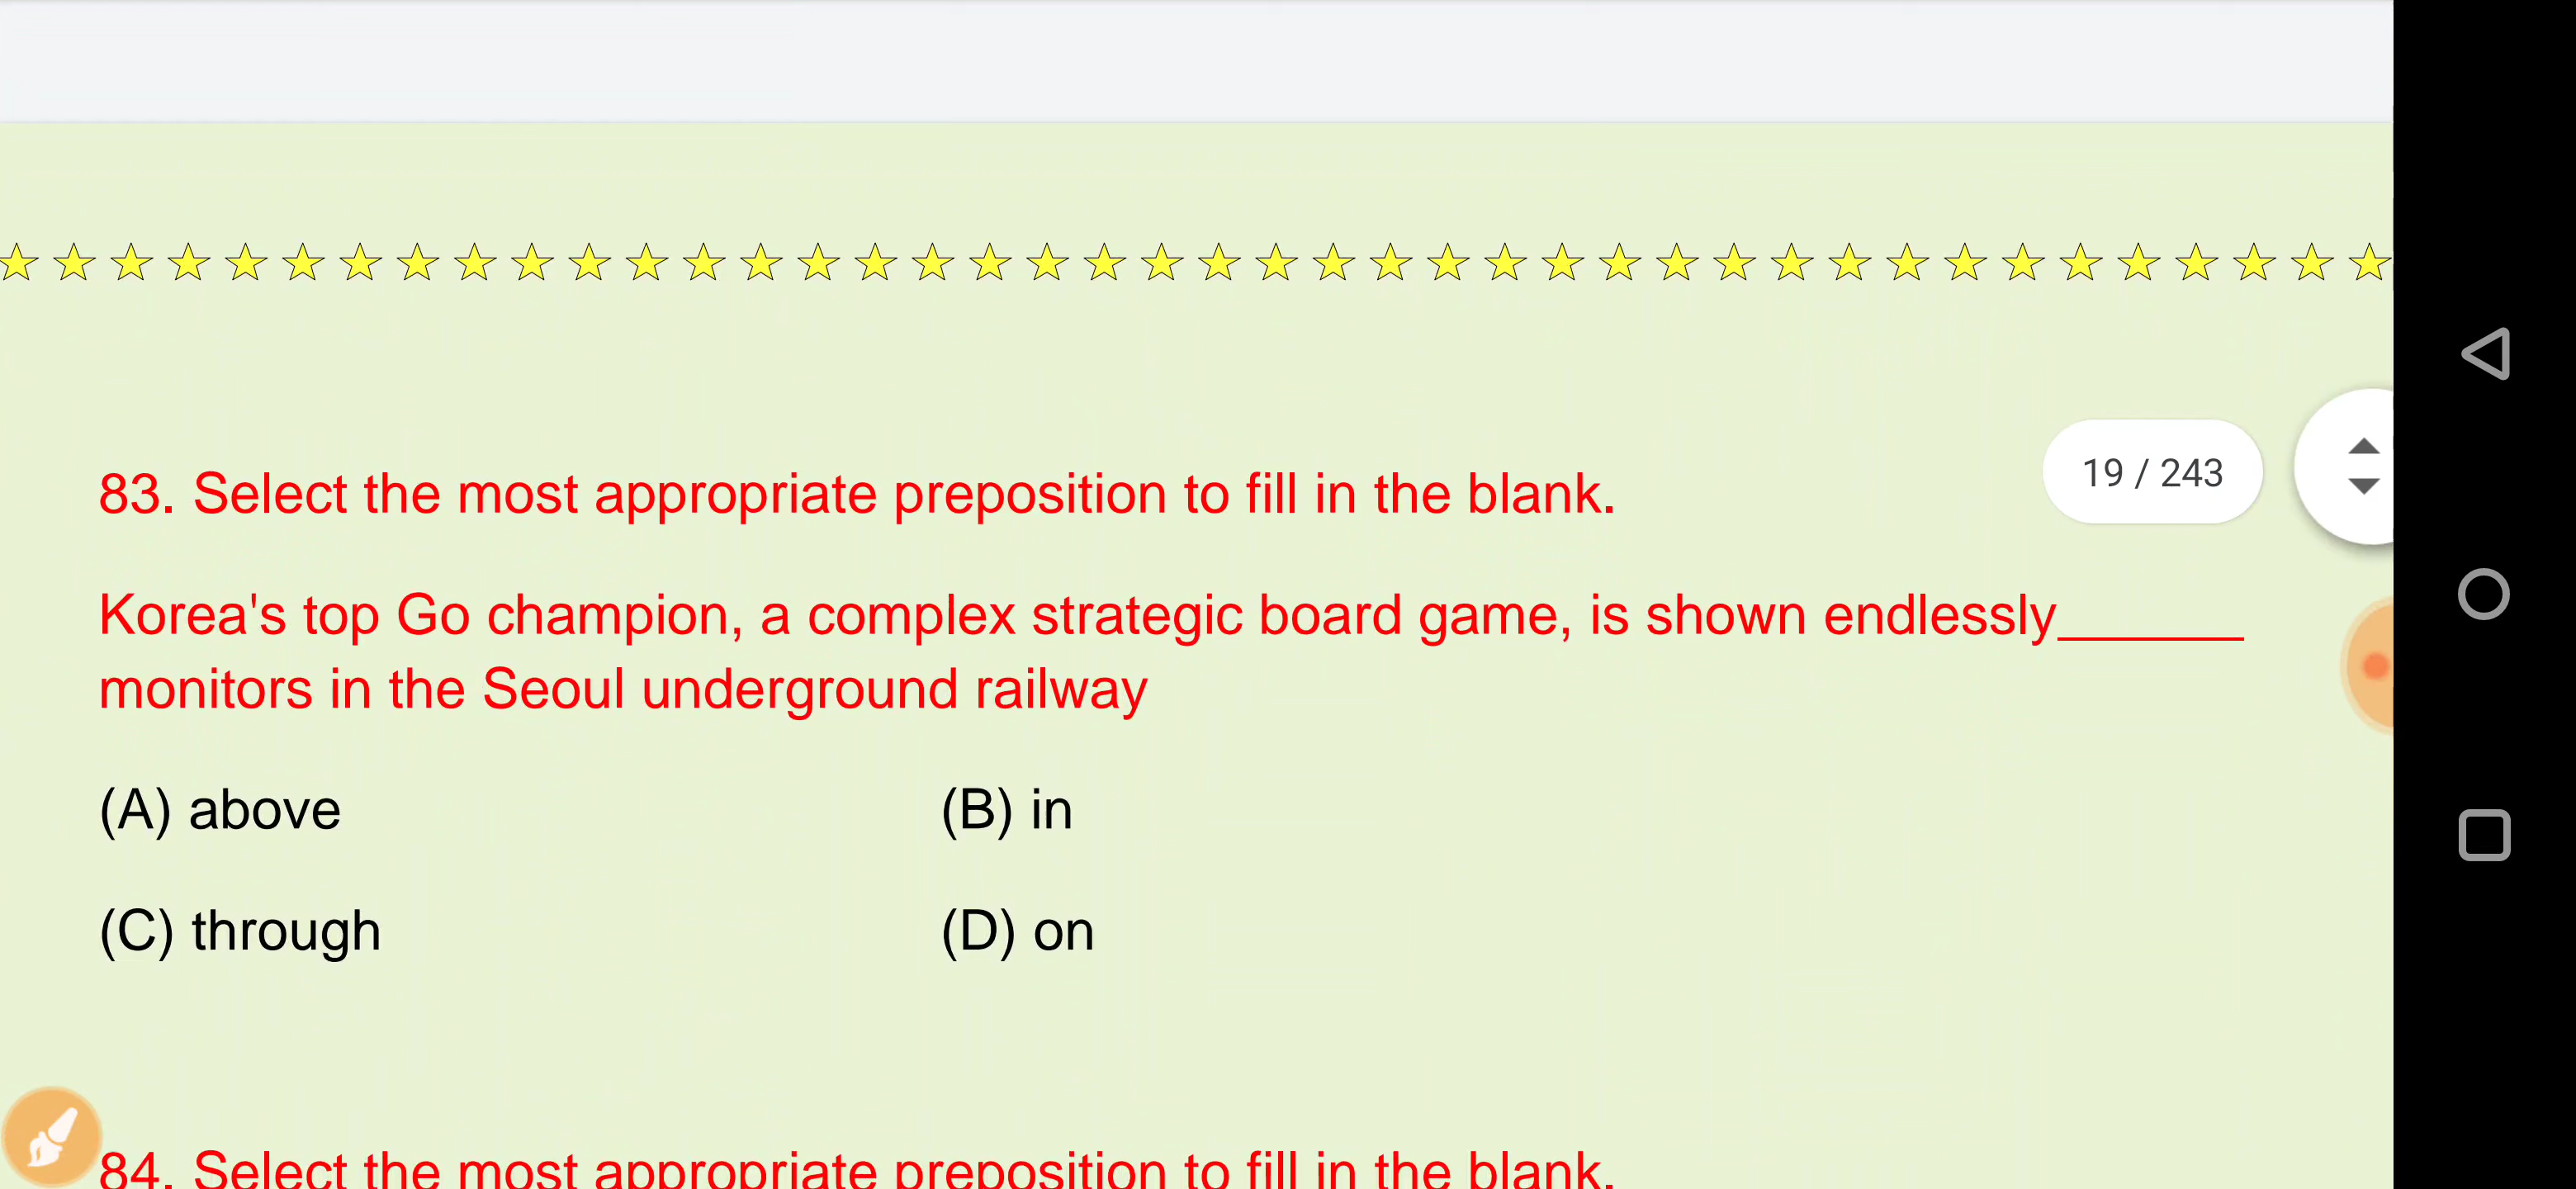 19 / 243
83. Select the most appropriate preposition to fill in the blank.
Korea's top Go champion, a complex strategic board game, is shown endlessly______
monitors in the Seoul underground railway
(A) above (B) in
(C) through (D) on
84. Select the most appropriate preposition to fill in the blank.